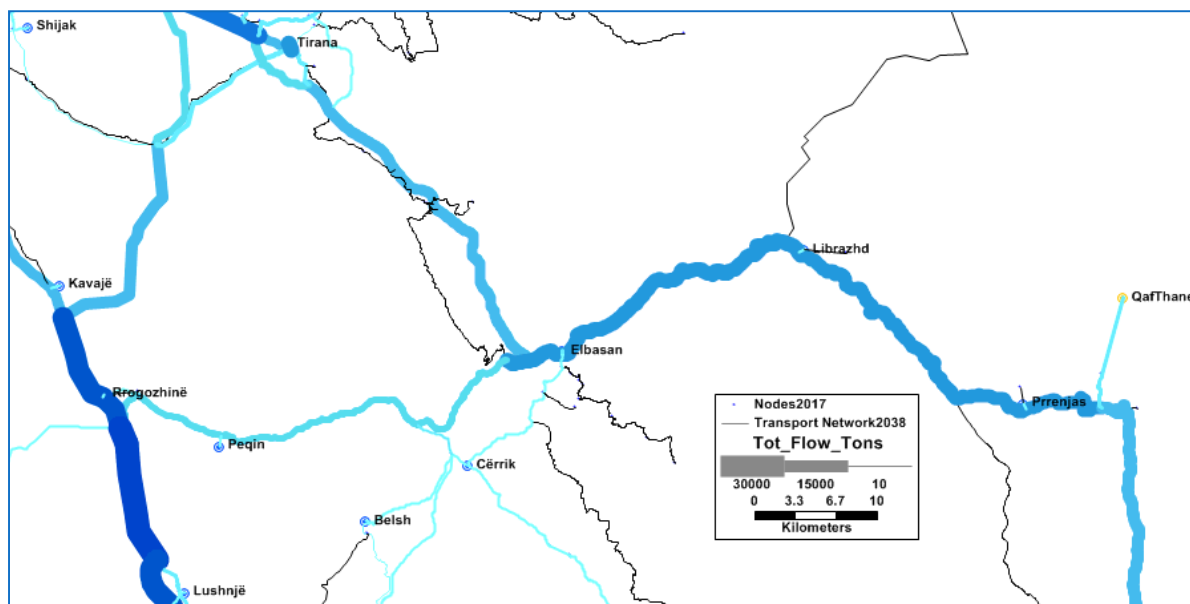 Shijak
Tirana
Librazhd
Kavajë
QafThane
Elbasan
Rrogozhinë
Prrenjas
Nodes2017
Transport Network2038
Tot_Flow_Tons
30000 15000 10
0 3.3 6.7 10
Kilometers
Peqin
Cërrik
Belsh
Lushnjë